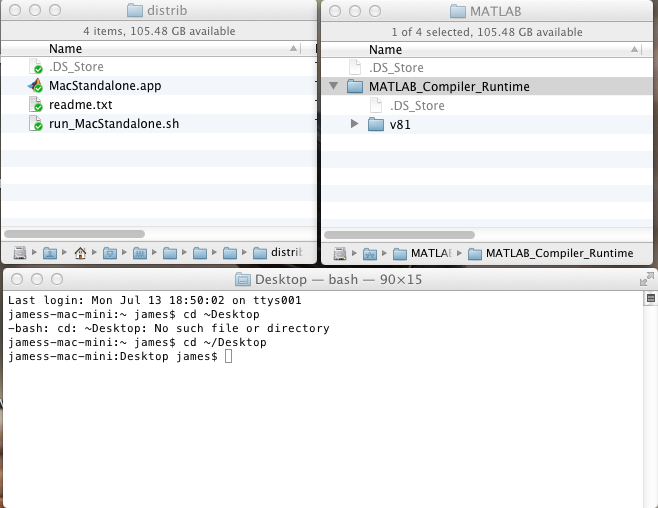 distrib
4 items, 105.48 GB available
Name
.DS_Store
MacStandalone.app
readme.txt
run_MacStandalone.sh
distrib
MATLAB
1 of 4 selected, 105.48 GB available
Name
.DS_Store
MATLAB_Compiler_Runtime
.DS_Store
v81
MATLA
MATLAB_Compiler_Runtime
Desktop — bash — 90×15
Last login: Mon Jul 13 18:50:02 on ttys001
jamess-mac-mini:~ james$ cd ~Desktop
-bash: cd: ~Desktop: No such file or directory
jamess-mac-mini:~ james$ cd ~/Desktop
jamess-mac-mini:Desktop james$